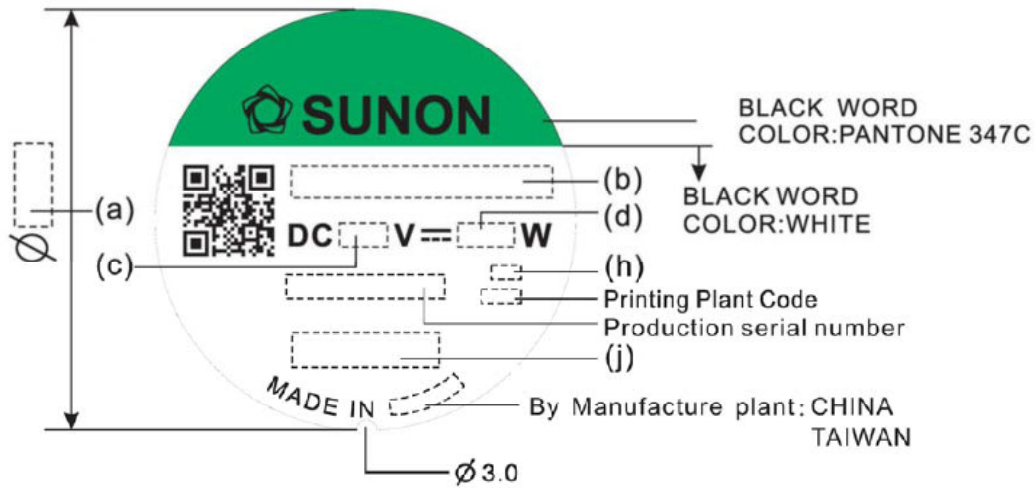 SUNON
BLACK WORD
COLOR:PANTONE 347C
BLACK WORD
COLOR:WHITE
(a)
Ø
(b)
DC V⎓ W
(d)
(c)
(h)
Printing Plant Code
Production serial number
(j)
MADE IN
By Manufacture plant: CHINA
TAIWAN
Ø 3.0